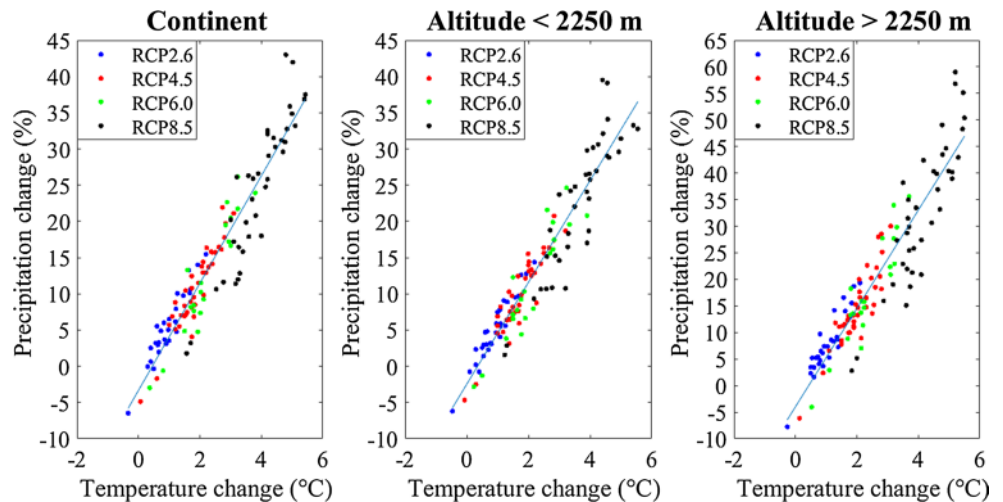 Continent
Altitude < 2250 m
Altitude > 2250 m
Precipitation change (%)
45
40
35
30
25
20
15
10
5
0
-5
-10
RCP2.6
RCP4.5
RCP6.0
RCP8.5
-2
0
2
4
6
Temperature change (°C)
Precipitation change (%)
45
40
35
30
25
20
15
10
5
0
-5
-10
RCP2.6
RCP4.5
RCP6.0
RCP8.5
-2
0
2
4
6
Temperature change (°C)
Precipitation change (%)
65
60
55
50
45
40
35
30
25
20
15
10
5
0
-5
-10
RCP2.6
RCP4.5
RCP6.0
RCP8.5
-2
0
2
4
6
Temperature change (°C)